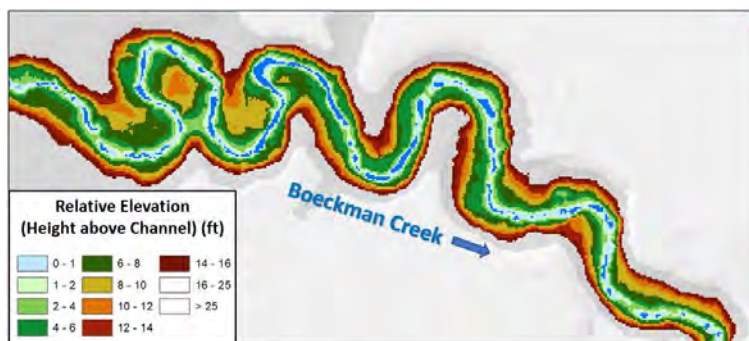 Boeckman Creek
Relative Elevation
(Height above Channel) (ft)
0 - 1
1 - 2
2 - 4
4 - 6
6 - 8
8 - 10
10 - 12
12 - 14
14 - 16
16 - 25
> 25